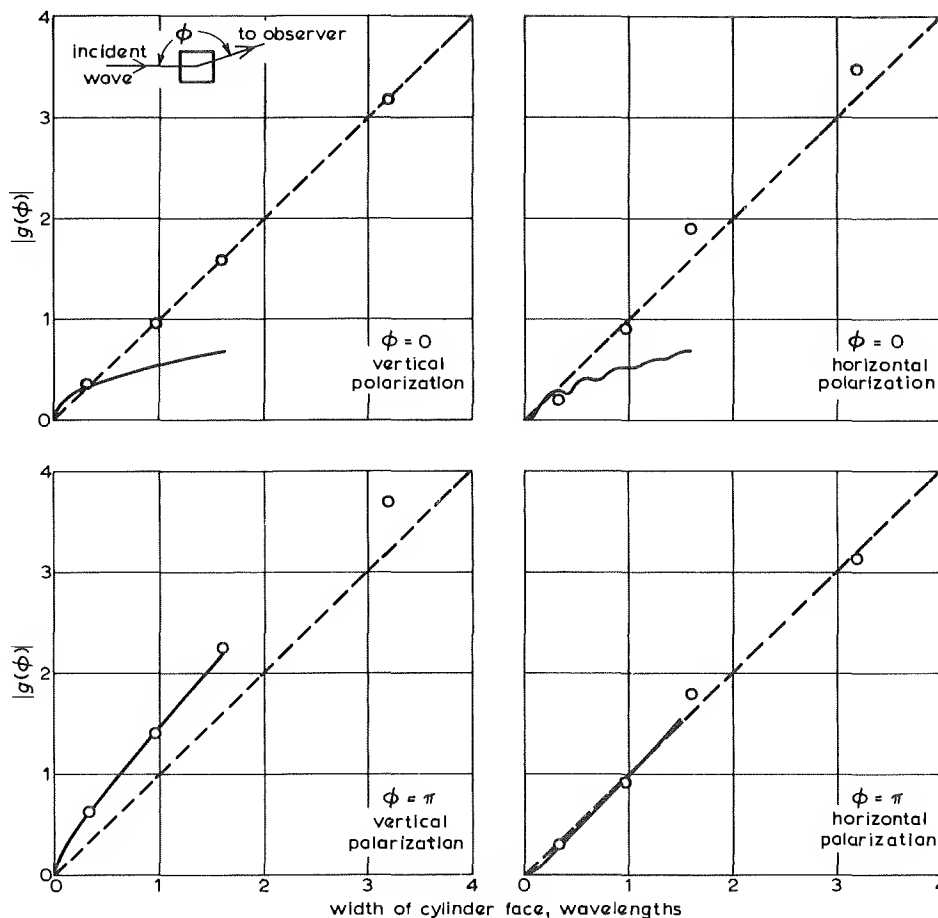 4
3
2
1
0
|g(ϕ)|
incident
wave
ϕ
to observer
ϕ = 0
vertical
polarization
ϕ = 0
horizontal
polarization
4
3
2
1
0
|g(ϕ)|
ϕ = π
vertical
polarization
ϕ = π
horizontal
polarization
0 1 2 3 4
0 1 2 3 4
width of cylinder face, wavelengths